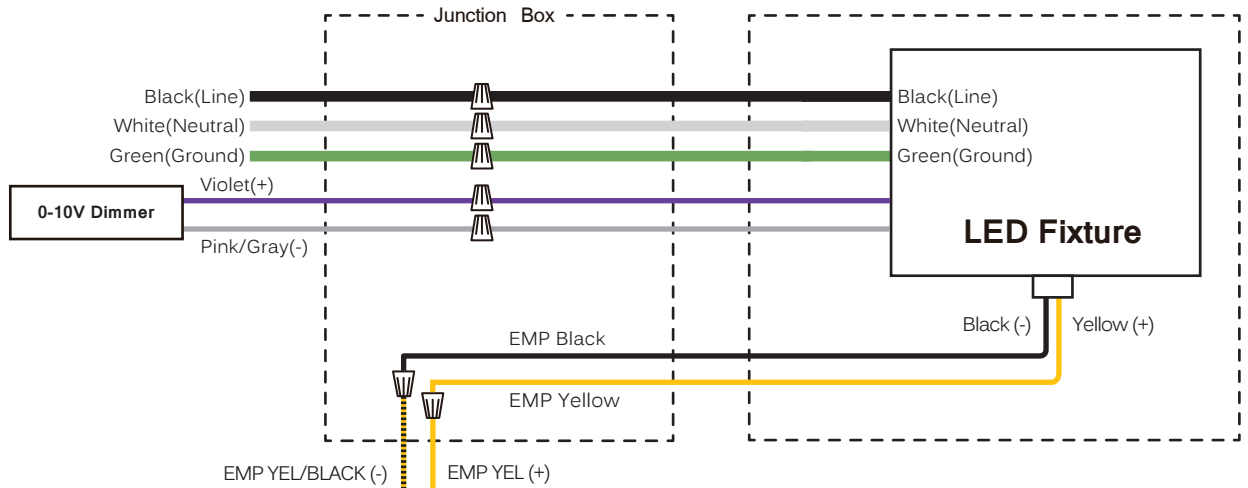 Junction Box
Black(Line)
Black(Line)
White(Neutral)
White(Neutral)
Green(Ground)
Green(Ground)
Violet(+)
0-10V Dimmer
Pink/Gray(-)
LED Fixture
Black (-)
Yellow (+)
EMP Black
EMP Yellow
EMP YEL/BLACK (-)
EMP YEL (+)